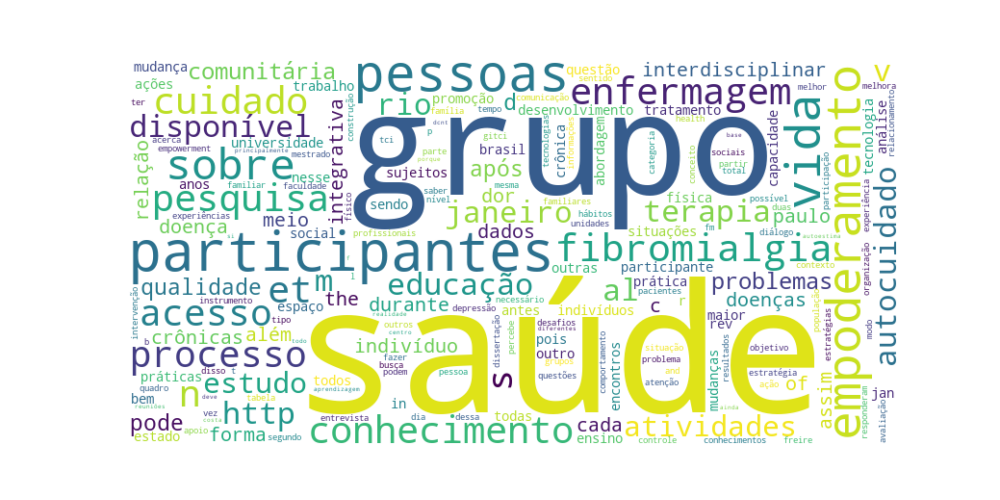 mudança
comunitária
pessoas
questão
sentido
interdisciplinar
v
melhor
melhora
ações
trabalho
cuidado
rio
d
promoção
família
tempo
comunicação
desenvolvimento
enfermagem
tratamento
health
base
ter
acerca
disponível
empowerment
mestrado
principalmente
universidade
construção
tci
dcnt
p
parte
porque
gitci
brasil
tecnologias
crônica
informações
abordagem
categoria
conceito
sociais
partir
total
capacidade
vida
empoderamento
tecnologia
análise
relacionamento
grupo
relação
sobre
nesse
integrativa
sujeitos
após
saber
nível
mesma
familiares
física
possível
participação
anos
familiar
faculdade
físico
pesquisa
sendo
dor
hábitos
duas
experiências
doença
meio
social
si
janeiro
unidades
terapia
paulo
experiência
organização
autocuidado
profissionais
dados
situações
fm
diálogo
autoestima
participantes
fibromialgia
outras
participante
contexto
qualidade
intervenção
instrumento
espaço
m
et
the
i
educação
al
prática
pacientes
problemas
acesso
tipo
durante
depressão
necessário
c
r
doenças
população
estratégias
modo
além
realidade
outros
centro
antes
indivíduos
maior
rev
crônicas
todo
b
processo
indivíduo
dissertação
percebe
pois
desafios
diferentes
outro
objetivo
problema
situação
mudanças
resultados
assim
disso
t
fazer
busca
podem
pessoa
grupos
and
estratégia
práticas
estudo
todos
aprendizagem
s
saúde
encontros
comportamento
questões
atenção
ação
of
quadro
deve
bem
n
http
tabela
in
jan
reuniões
pode
vez
costa
entrevista
dia
dessa
todas
cada
atividades
ainda
responderam
avaliação
estado
apoio
segundo
forma
conhecimento
ensino
controle
conhecimentos
freire